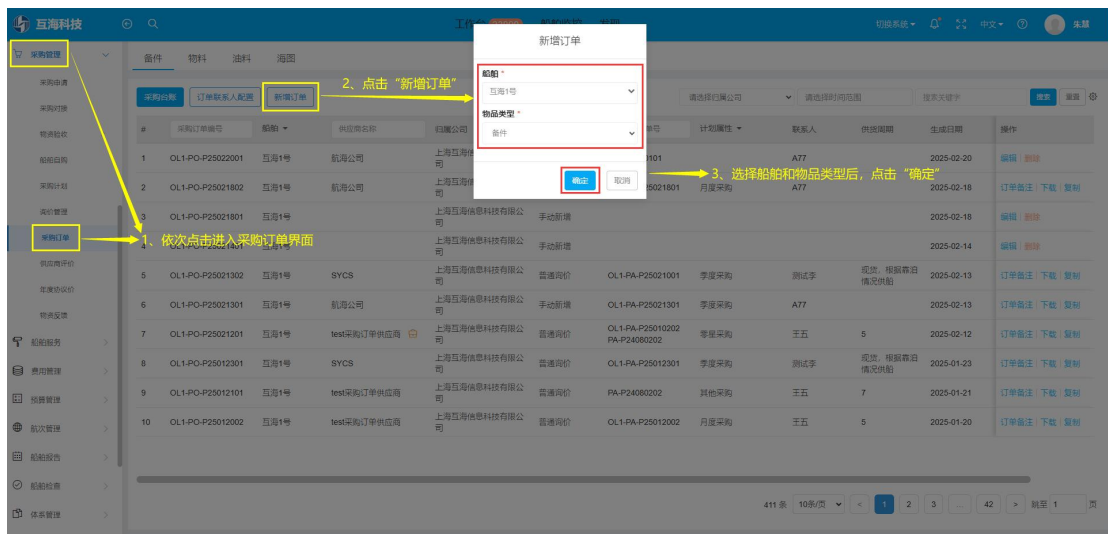 互海科技
工作台
切换系统
中文
朱慧
采购管理
采购申请
采购对接
物资验收
船舶自购
采购计划
询价管理
采购订单
供应商评价
年度协议价
物资反馈
船舶服务
费用管理
预算管理
航次管理
船舶报告
船舶检查
体系管理
备件 物料 油料 海图
采购台账 订单联系人配置 新增订单
2、点击“新增订单”
请选择归属公司 请选择时间范围 搜索关键字 搜索 重置
新增订单
船舶 *
互海1号
物品类型 *
备件
确定 取消
3、选择船舶和物品类型后，点击“确定”
1、依次点击进入采购订单界面
# 采购订单编号 船舶 供应商名称 归属公司 计划属性 联系人 供货周期 生成日期 操作
1 OL1-PO-P25022001 互海1号 航海公司 A77 2025-02-20 编辑 删除
2 OL1-PO-P25021802 互海1号 航海公司 月度采购 A77 2025-02-18 订单备注 下载 复制
3 OL1-PO-P25021801 互海1号 上海互海信息科技有限公司 手动新增 2025-02-18 编辑 删除
4 OL1-PO-P25021401 互海1号 上海互海信息科技有限公司 手动新增 2025-02-14 编辑 删除
5 OL1-PO-P25021302 互海1号 SYCS 上海互海信息科技有限公司 普通询价 OL1-PA-P25021001 季度采购 测试李 现货，根据靠泊情况供船 2025-02-13 订单备注 下载 复制
6 OL1-PO-P25021301 互海1号 航海公司 上海互海信息科技有限公司 手动新增 OL1-PA-P25021301 季度采购 A77 2025-02-13 订单备注 下载 复制
7 OL1-PO-P25021201 互海1号 test采购订单供应商 上海互海信息科技有限公司 普通询价 OL1-PA-P25010202 PA-P24080202 零星采购 王五 5 2025-02-12 订单备注 下载 复制
8 OL1-PO-P25012301 互海1号 SYCS 上海互海信息科技有限公司 普通询价 OL1-PA-P25012301 季度采购 测试李 现货，根据靠泊情况供船 2025-01-23 订单备注 下载 复制
9 OL1-PO-P25012101 互海1号 test采购订单供应商 上海互海信息科技有限公司 普通询价 PA-P24080202 其他采购 王五 7 2025-01-21 订单备注 下载 复制
10 OL1-PO-P25012002 互海1号 test采购订单供应商 上海互海信息科技有限公司 普通询价 OL1-PA-P25012002 月度采购 王五 5 2025-01-20 订单备注 下载 复制
411 条 10条/页 < 1 2 3 ... 42 > 跳至 1 页